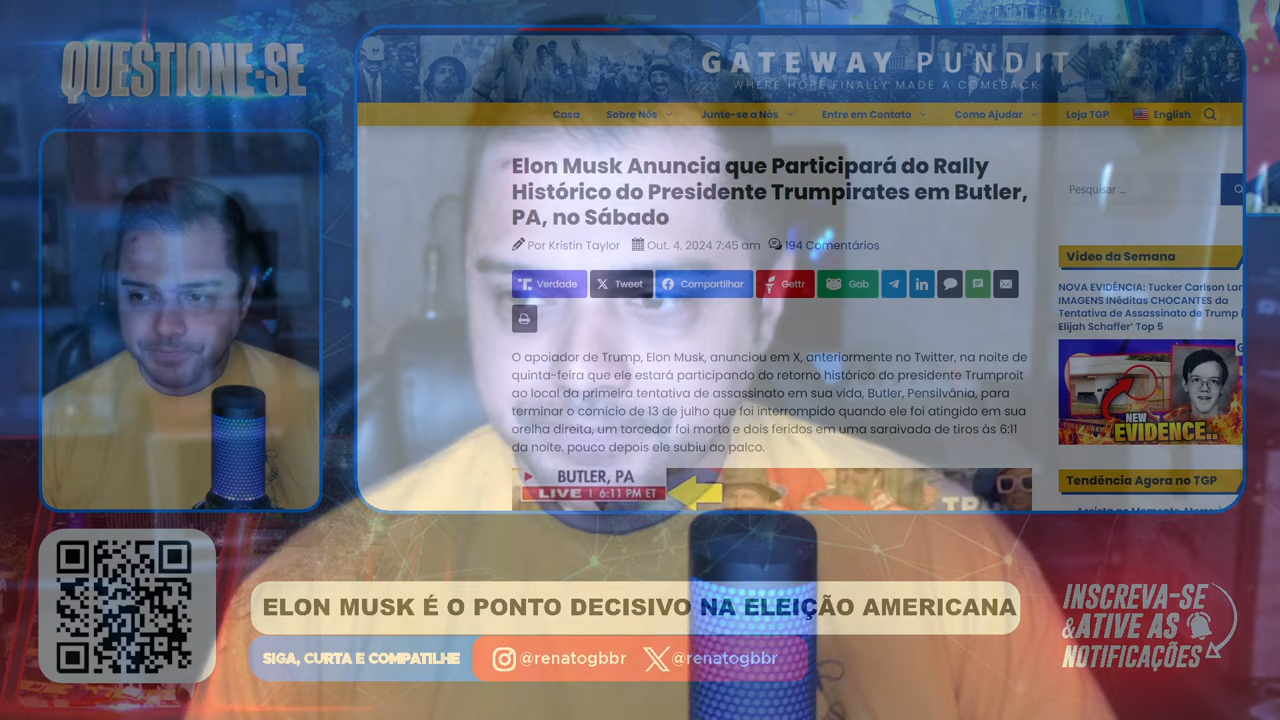 QUESTIONE-SE
GATEWAY PUNDIT
WHERE HOPE FINALLY MADE A COMEBACK
Casa Sobre Nós Junte-se a Nós Entre em Contato Como Ajudar Loja TGP English
Elon Musk Anuncia que Participará do Rally
Histórico do Presidente Trumpirates em Butler,
PA, no Sábado
Por Kristin Taylor Out. 4, 2024 7:45 am 194 Comentários
Verdade Tweet Compartilhar Gettr Gab
O apoiador de Trump, Elon Musk, anunciou em X, anteriormente no Twitter, na noite de
quinta-feira que ele estará participando do retorno histórico do presidente Trumproit
ao local da primeira tentativa de assassinato em sua vida, Butler, Pensilvânia, para
terminar o comício de 13 de julho que foi interrompido quando ele foi atingido em sua
orelha direita, um torcedor foi morto e dois feridos em uma saraivada de tiros às 6:11
da noite, pouco depois ele subiu ao palco.
BUTLER, PA
LIVE | 6:11 PM ET
Pesquisar ...
Vídeo da Semana
NOVA EVIDÊNCIA: Tucker Carlson Lan
IMAGENS INéditas CHOCANTES da
Tentativa de Assassinato de Trump |
Elijah Schaffer' Top 5
NEW
EVIDENCE..
Tendência Agora no TGP
ELON MUSK É O PONTO DECISIVO NA ELEIÇÃO AMERICANA
SIGA, CURTA E COMPATILHE @renatogbbr @renatogbbr
INSCREVA-SE
&ATIVE AS
NOTIFICAÇÕES